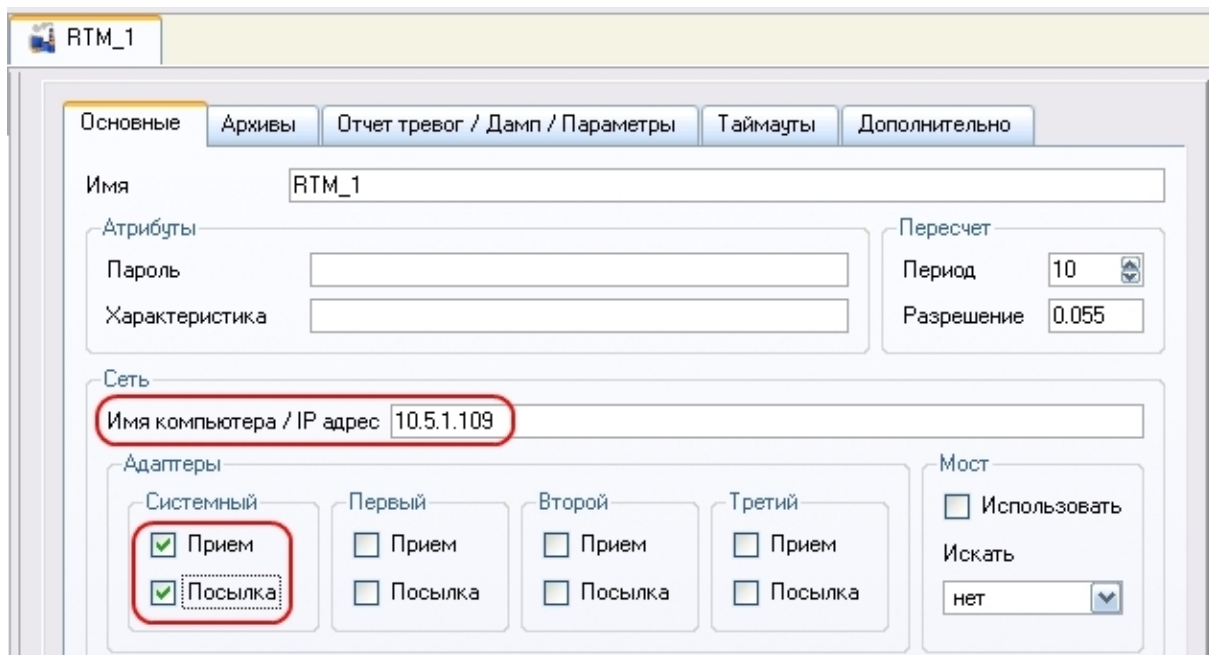 RTM_1
Основные Архивы Отчет тревог / Дамп / Параметры Таймауты Дополнительно
Имя RTM_1
Атрибуты Пересчет
Пароль Период 10
Характеристика Разрешение 0.055
Сеть
Имя компьютера / IP адрес 10.5.1.109
Адаптеры Мост
Системный Первый Второй Третий Использовать
Прием Прием Прием Прием Искать
Посылка Посылка Посылка Посылка нет